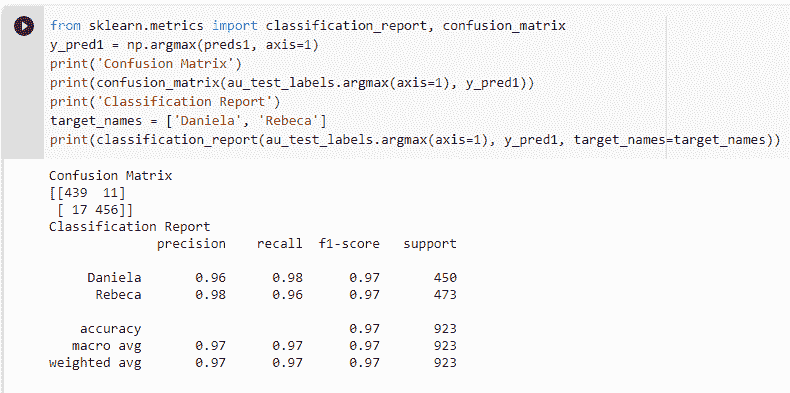 from sklearn.metrics import classification_report, confusion_matrix
y_pred1 = np.argmax(preds1, axis=1)
print('Confusion Matrix')
print(confusion_matrix(au_test_labels.argmax(axis=1), y_pred1))
print('Classification Report')
target_names = ['Daniela', 'Rebeca']
print(classification_report(au_test_labels.argmax(axis=1), y_pred1, target_names=target_names))
Confusion Matrix
[[439 11]
[ 17 456]]
Classification Report
precision recall f1-score support
Daniela 0.96 0.98 0.97 450
Rebeca 0.98 0.96 0.97 473
accuracy 0.97 923
macro avg 0.97 0.97 0.97 923
weighted avg 0.97 0.97 0.97 923